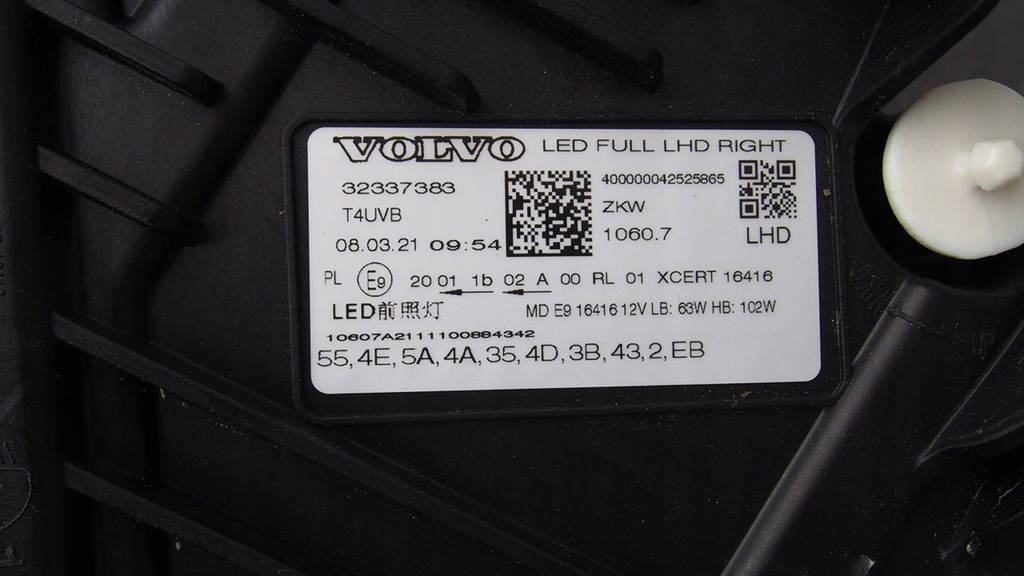 VOLVO LED FULL LHD RIGHT
32337383
400000042525865
T4UVB
ZKW
08.03.21 09:54
1060.7
LHD
PL E9 20 01 1b 02 A 00 RL 01 XCERT 16416
LED前照灯 MD E9 16416 12V LB: 63W HB: 102W
10607A2111100884342
55,4E,5A,4A,35,4D,3B,43,2,EB